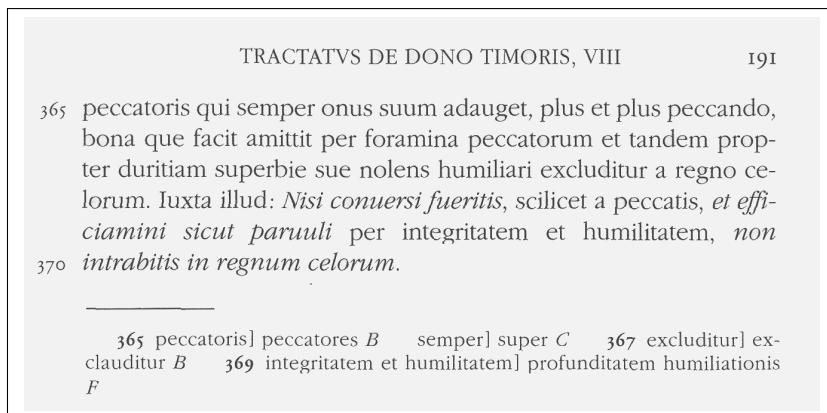 TRACTATVS DE DONO TIMORIS, VIII 191
365 peccatoris qui semper onus suum adauget, plus et plus peccando,
bona que facit amittit per foramina peccatorum et tandem prop-
ter duritiam superbie sue nolens humiliari excluditur a regno ce-
lorum. Iuxta illud: Nisi conuersi fueritis, scilicet a peccatis, et effi-
ciamini sicut paruuli per integritatem et humilitatem, non
370 intrabitis in regnum celorum.
365 peccatoris] peccatores B semper] super C 367 excluditur] ex-
clauditur B 369 integritatem et humilitatem] profunditatem humiliationis
F